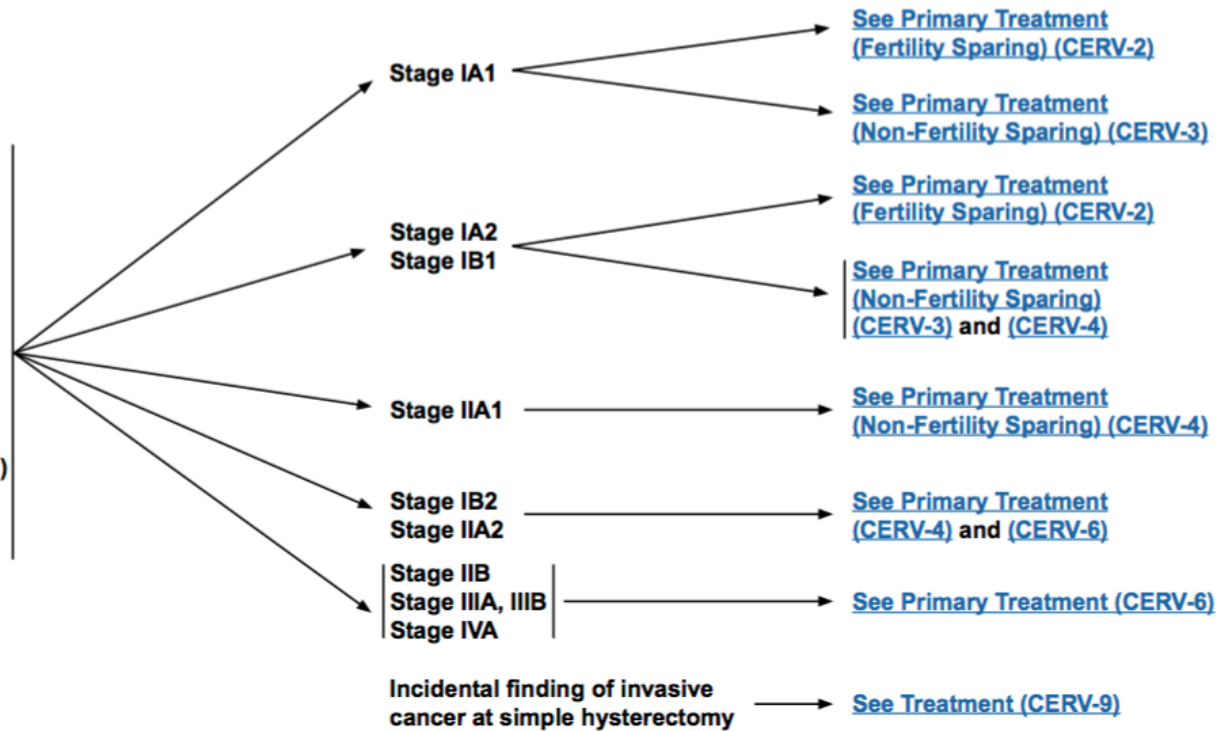 Stage IA1
See Primary Treatment
(Fertility Sparing) (CERV-2)
See Primary Treatment
(Non-Fertility Sparing) (CERV-3)
Stage IA2
Stage IB1
See Primary Treatment
(Fertility Sparing) (CERV-2)
See Primary Treatment
(Non-Fertility Sparing)
(CERV-3) and (CERV-4)
Stage IIA1
See Primary Treatment
(Non-Fertility Sparing) (CERV-4)
)
Stage IB2
Stage IIA2
See Primary Treatment
(CERV-4) and (CERV-6)
Stage IIB
Stage IIIA, IIIB
Stage IVA
See Primary Treatment (CERV-6)
Incidental finding of invasive
cancer at simple hysterectomy
See Treatment (CERV-9)